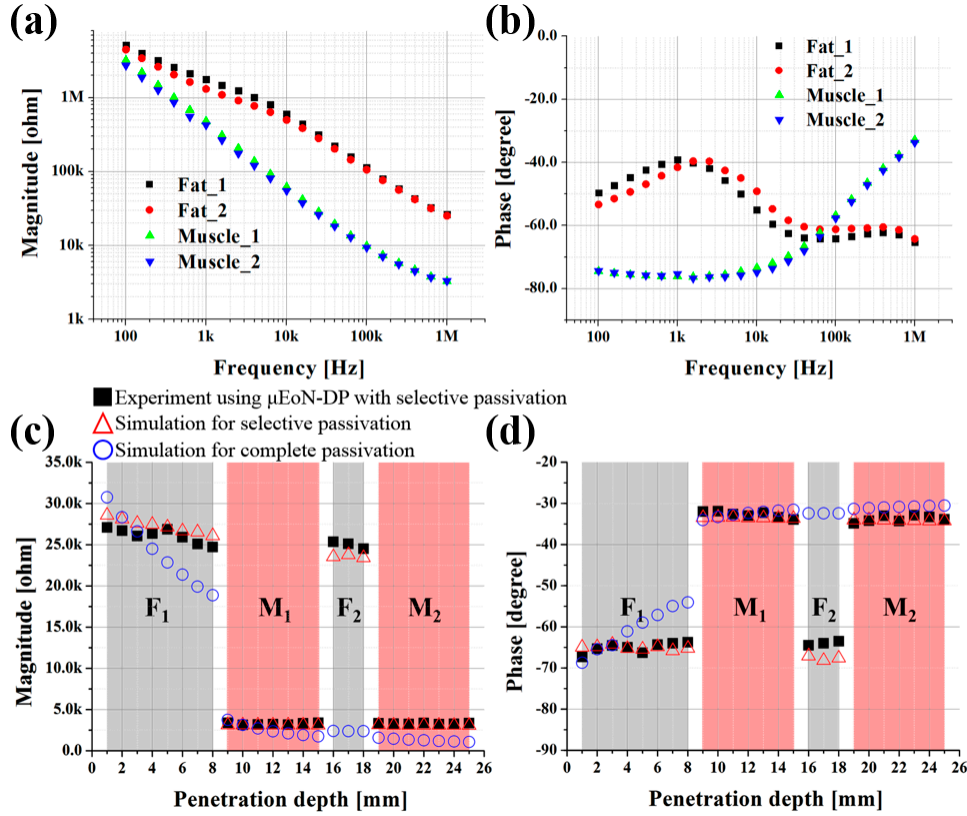 (a)
Magnitude [ohm]
1M
100k
10k
1k
Fat_1
Fat_2
Muscle_1
Muscle_2
100 1k 10k 100k 1M
Frequency [Hz]
(b)
Phase [degree]
0.0
-20.0
-40.0
-60.0
-80.0
Fat_1
Fat_2
Muscle_1
Muscle_2
100 1k 10k 100k 1M
Frequency [Hz]
Experiment using μEoN-DP with selective passivation
Simulation for selective passivation
Simulation for complete passivation
(c)
Magnitude [ohm]
35.0k
30.0k
25.0k
20.0k
15.0k
10.0k
5.0k
0.0
F1 M1 F2 M2
0 2 4 6 8 10 12 14 16 18 20 22 24 26
Penetration depth [mm]
(d)
Phase [degree]
-20
-30
-40
-50
-60
-70
-80
-90
F1 M1 F2 M2
0 2 4 6 8 10 12 14 16 18 20 22 24 26
Penetration depth [mm]